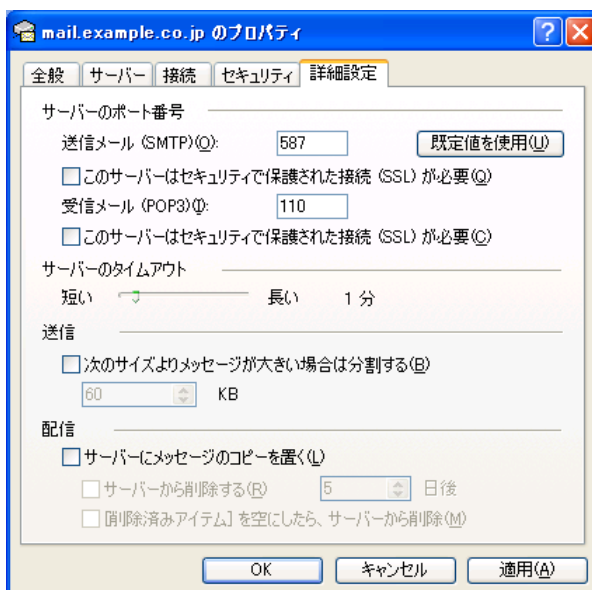 mail.example.co.jp のプロパティ
全般 サーバー 接続 セキュリティ 詳細設定
サーバーのポート番号
送信メール (SMTP)(O): 587 既定値を使用(U)
このサーバーはセキュリティで保護された接続 (SSL) が必要(Q)
受信メール (POP3)(I): 110
このサーバーはセキュリティで保護された接続 (SSL) が必要(C)
サーバーのタイムアウト
短い 長い 1 分
送信
次のサイズよりメッセージが大きい場合は分割する(B)
60 KB
配信
サーバーにメッセージのコピーを置く(L)
サーバーから削除する(R) 5 日後
[削除済みアイテム] を空にしたら、サーバーから削除(M)
OK キャンセル 適用(A)